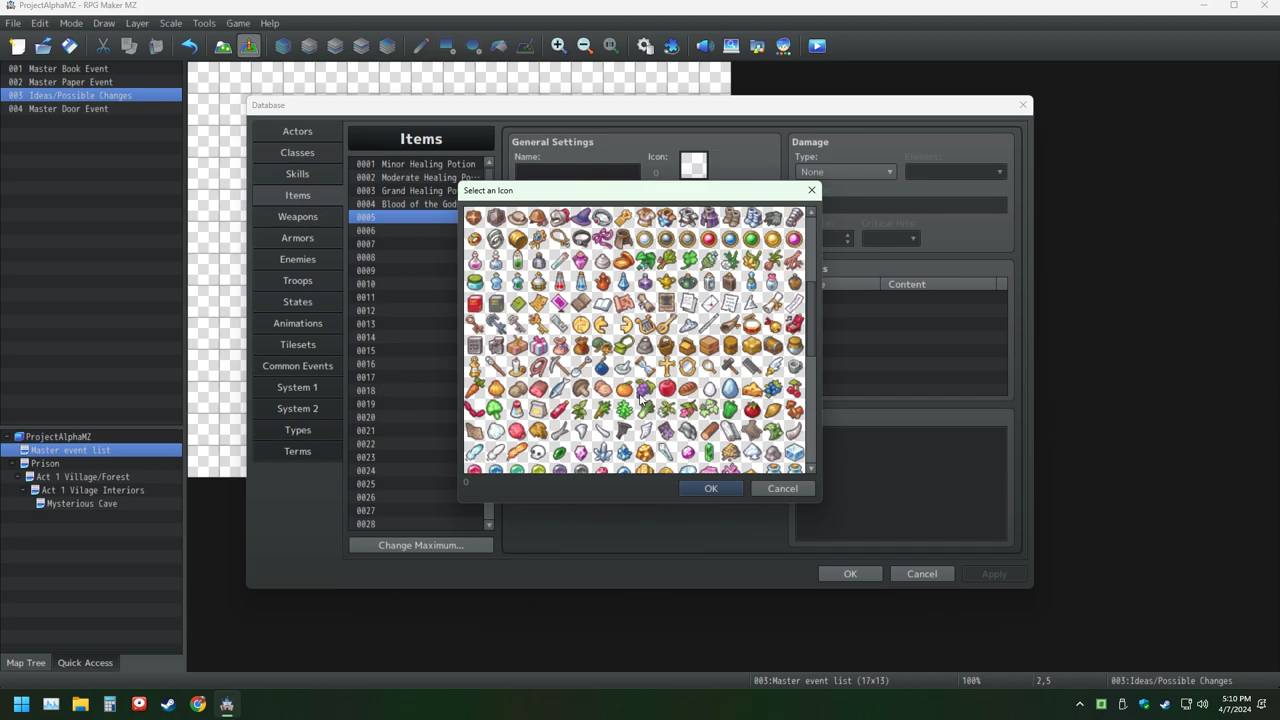 ProjectAlphaMZ - RPG Maker MZ
File Edit Mode Draw Layer Scale Tools Game Help
001 Master Book Event
002 Master Paper Event
003 Ideas/Possible Changes
004 Master Door Event
Database
Actors
Classes
Skills
Items
Weapons
Armors
Enemies
Troops
States
Animations
Tilesets
Common Events
System 1
System 2
Types
Terms
Items
0001 Minor Healing Potion
0002 Moderate Healing Po...
0003 Grand Healing Po
0004 Blood of the God
0005
0006
0007
0008
0009
0010
0011
0012
0013
0014
0015
0016
0017
0018
0019
0020
0021
0022
0023
0024
0025
0026
0027
0028
Change Maximum...
General Settings
Name:
Icon:
0
Damage
Type:
Element:
None
Critical Hits:
Content
Select an Icon
0
OK
Cancel
OK
Cancel
Apply
ProjectAlphaMZ
Master event list
Prison
Act 1 Village/Forest
Act 1 Vilage Interiors
Mysterious Cave
Map Tree
Quick Access
003:Master event list (17x13)
100%
2,5
003:Ideas/Possible Changes
5:10 PM
4/7/2024